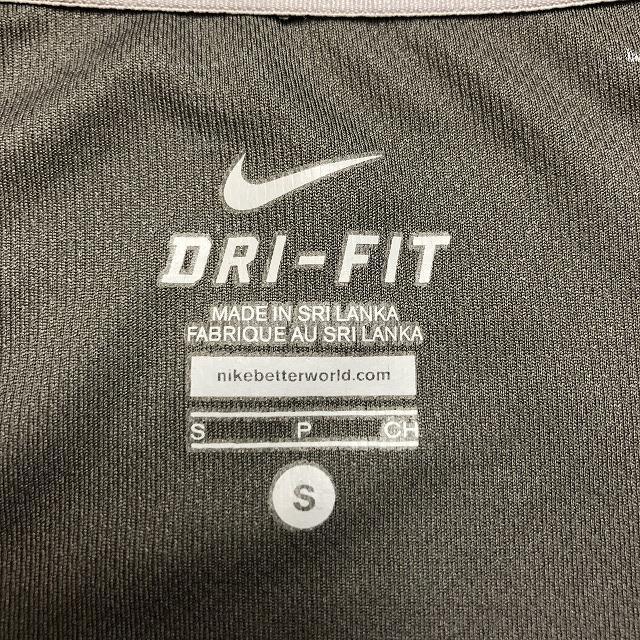 DRI-FIT
MADE IN SRI LANKA
FABRIQUE AU SRI LANKA
nikebetterworld.com
S P CH
S